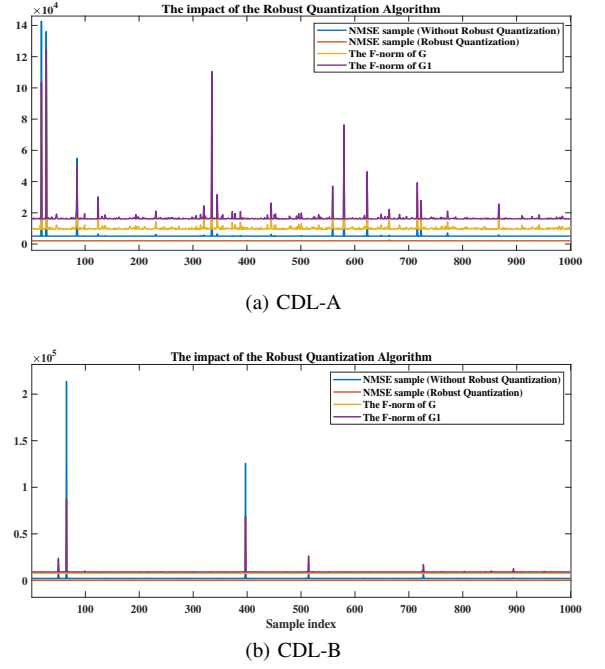 The impact of the Robust Quantization Algorithm
×10⁴
14
12
10
8
6
4
2
0
NMSE sample (Without Robust Quantization)
NMSE sample (Robust Quantization)
The F-norm of G
The F-norm of G1
100 200 300 400 500 600 700 800 900 1000
(a) CDL-A
The impact of the Robust Quantization Algorithm
×10⁵
2
1.5
1
0.5
0
NMSE sample (Without Robust Quantization)
NMSE sample (Robust Quantization)
The F-norm of G
The F-norm of G1
100 200 300 400 500 600 700 800 900 1000
Sample index
(b) CDL-B